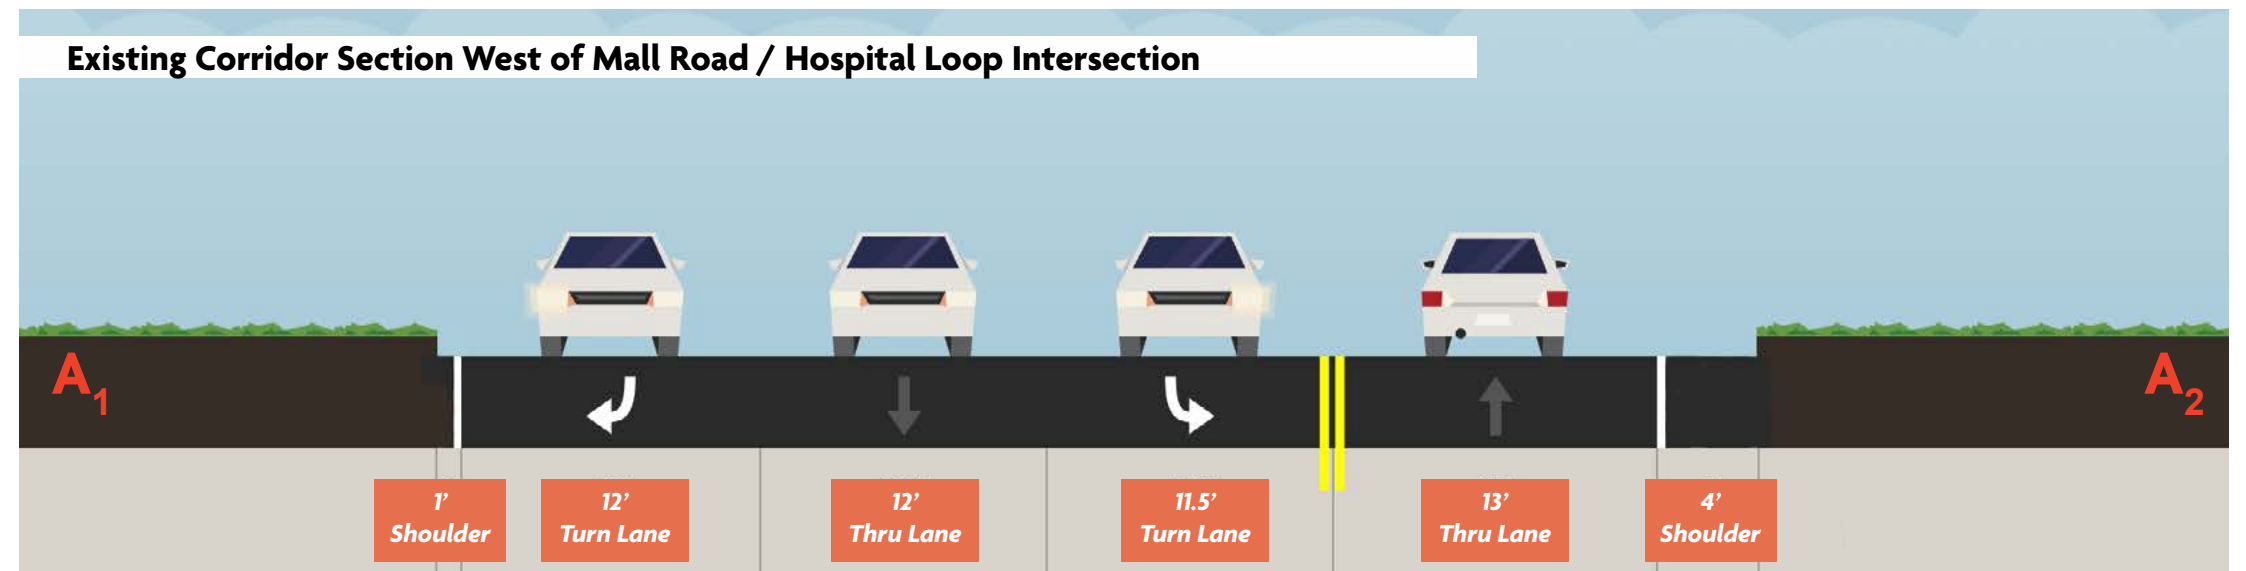 Existing Corridor Section West of Mall Road / Hospital Loop Intersection
A1
A2
1’
Shoulder
12’
Turn Lane
12’
Thru Lane
11.5’
Turn Lane
13’
Thru Lane
4’
Shoulder